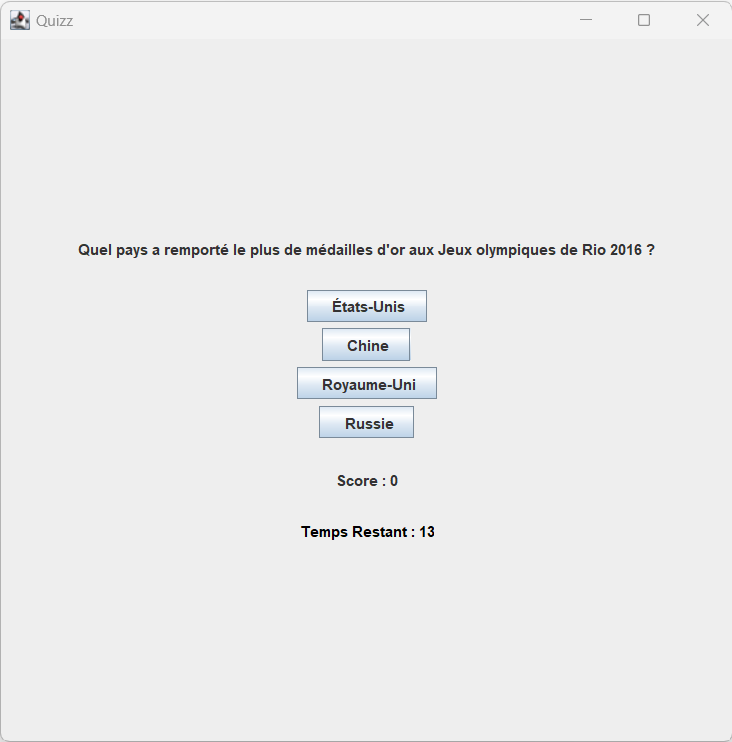 Quizz
Quel pays a remporté le plus de médailles d'or aux Jeux olympiques de Rio 2016 ?
États-Unis
Chine
Royaume-Uni
Russie
Score : 0
Temps Restant : 13